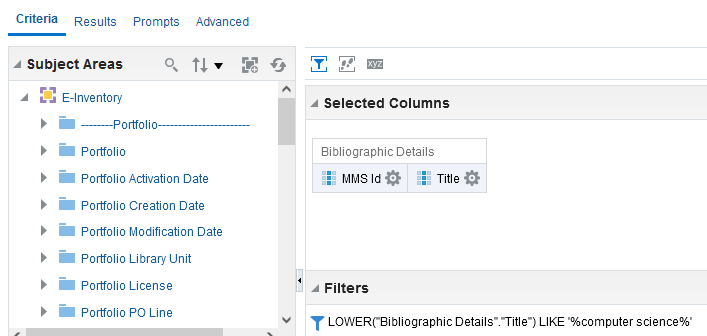 Criteria Results Prompts Advanced
Subject Areas
E-Inventory
--------Portfolio-----------------------
Portfolio
Portfolio Activation Date
Portfolio Creation Date
Portfolio Modification Date
Portfolio Library Unit
Portfolio License
Portfolio PO Line
xyz
Selected Columns
Bibliographic Details
MMS Id Title
Filters
LOWER("Bibliographic Details"."Title") LIKE '%computer science%'